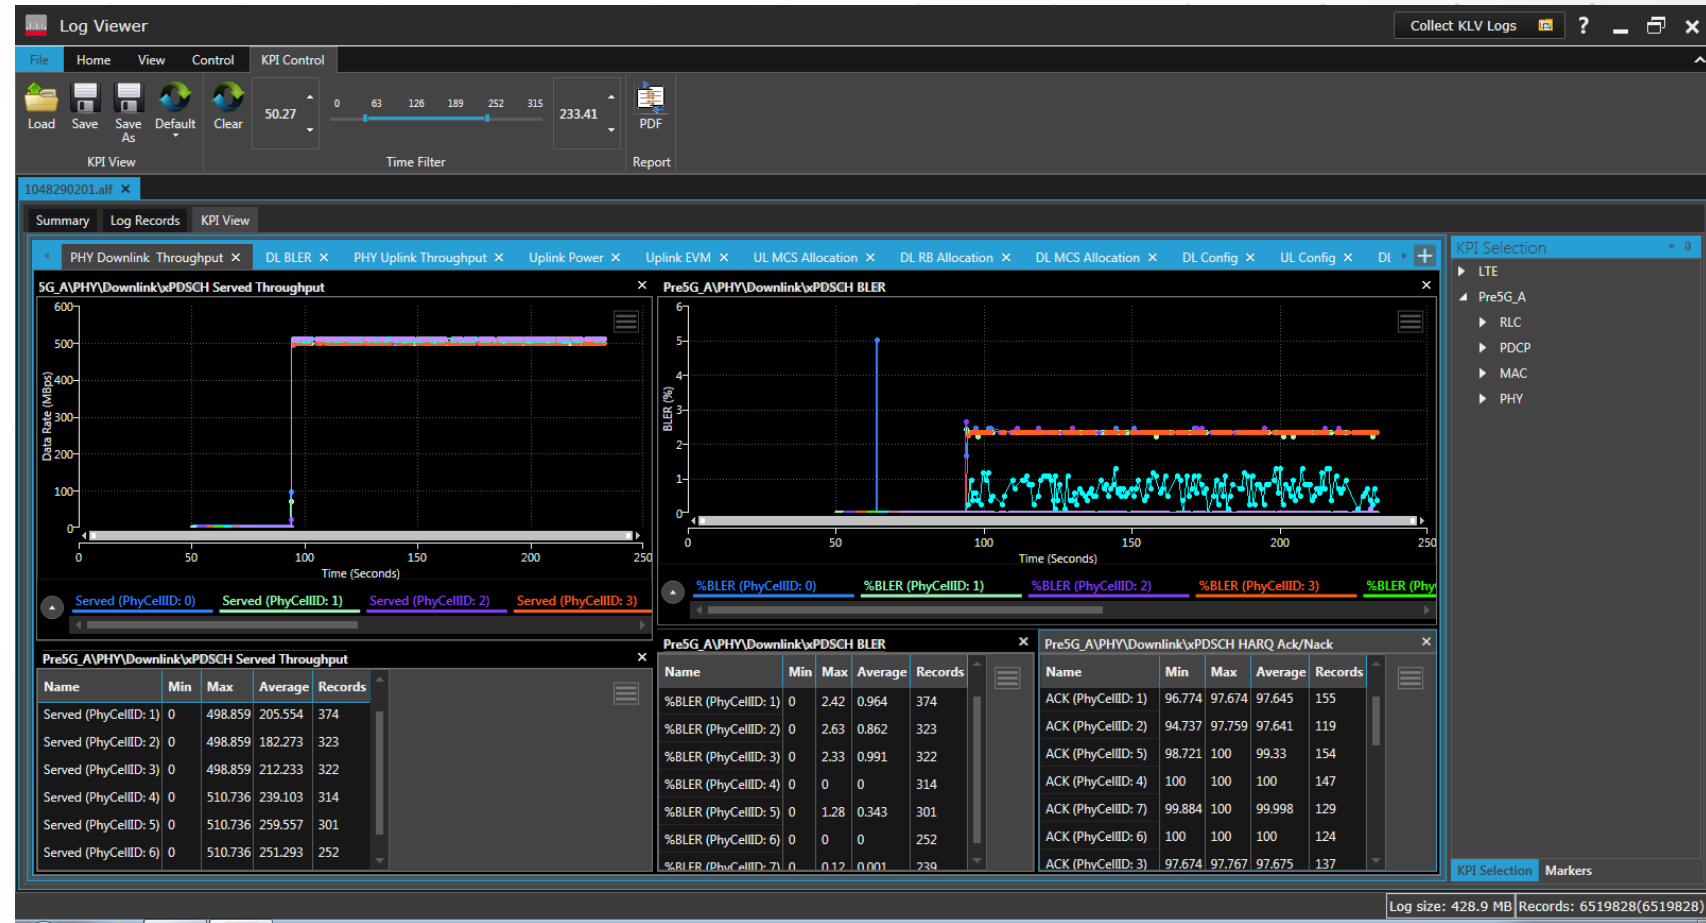 Log Viewer
Collect KLV Logs ?
File Home View Control KPI Control
Load Save Save As Default Clear
50.27
0 63 126 189 252 315
233.41
PDF
KPI View Time Filter Report
1048290201.alf
Summary Log Records KPI View
PHY Downlink Throughput DL BLER PHY Uplink Throughput Uplink Power Uplink EVM UL MCS Allocation DL RB Allocation DL MCS Allocation DL Config UL Config
5G_A\PHY\Downlink\xPDSCH Served Throughput
600
500
400
300
200
100
0
Data Rate (MBps)
0 50 100 150 200 250
Time (Seconds)
Served (PhyCellID: 0) Served (PhyCellID: 1) Served (PhyCellID: 2) Served (PhyCellID: 3)
Pre5G_A\PHY\Downlink\xPDSCH BLER
6
5
4
3
2
1
0
BLER (%)
0 50 100 150 200 250
Time (Seconds)
%BLER (PhyCellID: 0) %BLER (PhyCellID: 1) %BLER (PhyCellID: 2) %BLER (PhyCellID: 3) %BLER (Phy
Pre5G_A\PHY\Downlink\xPDSCH Served Throughput
Name Min Max Average Records
Served (PhyCellID: 1) 0 498.859 205.554 374
Served (PhyCellID: 2) 0 498.859 182.273 323
Served (PhyCellID: 3) 0 498.859 212.233 322
Served (PhyCellID: 4) 0 510.736 239.103 314
Served (PhyCellID: 5) 0 510.736 259.557 301
Served (PhyCellID: 6) 0 510.736 251.293 252
Pre5G_A\PHY\Downlink\xPDSCH BLER
Name Min Max Average Records
%BLER (PhyCellID: 1) 0 2.42 0.964 374
%BLER (PhyCellID: 2) 0 2.63 0.862 323
%BLER (PhyCellID: 3) 0 2.33 0.991 322
%BLER (PhyCellID: 4) 0 0 0 314
%BLER (PhyCellID: 5) 0 1.28 0.343 301
%BLER (PhyCellID: 6) 0 0 0 252
%BLER (PhyCellID: 7) 0 0.12 0.001 239
Pre5G_A\PHY\Downlink\xPDSCH HARQ Ack/Nack
Name Min Max Average Records
ACK (PhyCellID: 1) 96.774 97.674 97.645 155
ACK (PhyCellID: 2) 94.737 97.759 97.641 119
ACK (PhyCellID: 5) 98.721 100 99.33 154
ACK (PhyCellID: 4) 100 100 100 147
ACK (PhyCellID: 7) 99.884 100 99.998 129
ACK (PhyCellID: 6) 100 100 100 124
ACK (PhyCellID: 3) 97.674 97.767 97.675 137
KPI Selection
LTE
Pre5G_A
RLC
PDCP
MAC
PHY
KPI Selection Markers
Log size: 428.9 MB Records: 6519828(6519828)